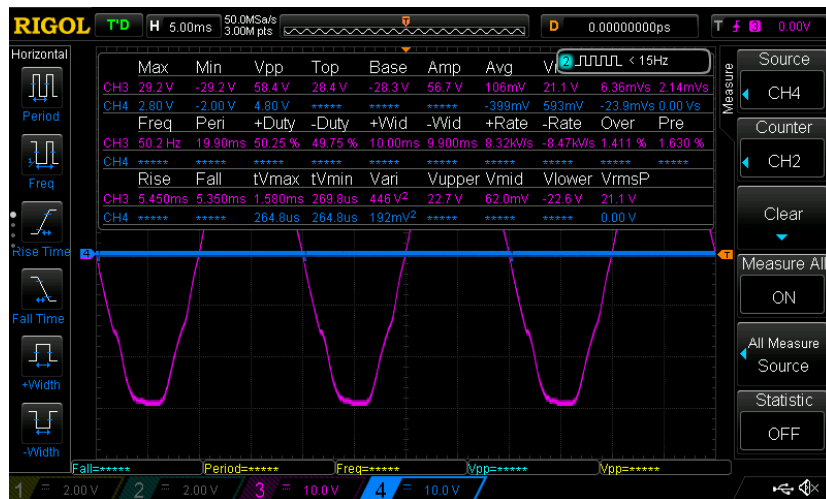 RIGOL T'D H 5.00ms 50.0MSa/s 3.00M pts D 0.00000000ps T 3 0.00V
Horizontal
Period
Freq
Rise Time
Fall Time
+Width
-Width
2 < 15Hz
Max Min Vpp Top Base Amp Avg
CH3 29.2 V -29.2 V 58.4 V 28.4 V -28.3 V 56.7 V 106mV 21.1 V 6.36mVs 2.14mVs
CH4 2.80 V -2.00 V 4.80 V ***** ***** ***** -399mV 593mV -23.9mVs 0.00 Vs
Freq Peri +Duty -Duty +Wid -Wid +Rate -Rate Over Pre
CH3 50.2 Hz 19.90ms 50.25 % 49.75 % 10.00ms 9.900ms 8.32kV/s -8.47kV/s 1.411 % 1.630 %
CH4 ***** ***** ***** ***** ***** ***** ***** ***** ***** *****
Rise Fall tVmax tVmin Vari Vupper Vmid Vlower VrmsP
CH3 5.450ms 5.350ms 1.580ms 269.8us 446 V² 22.7 V 62.0mV -22.6 V 21.1 V
CH4 ***** ***** 264.8us 264.8us 192mV² ***** ***** ***** 0.00 V
4
T
Measure
Source
CH4
Counter
CH2
Clear
Measure All
ON
All Measure
Source
Statistic
OFF
Fall=***** Period=***** Freq=***** Vpp=***** Vpp=*****
1 = 2.00 V 2 = 2.00 V 3 = 10.0 V 4 = 10.0 V